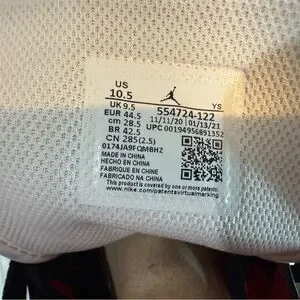 US
10.5
YS
UK 9.5 554724-122
EUR 44.5 11/11/20 01/13/21
cm 28.5 UPC 00194956891352
BR 42.5
CN 285(2.5)
0174JA9FQMBHZ
MADE IN CHINA
HECHO EN CHINA
FABRIQUE EN CHINE
FABRICADO NA CHINA
This product is covered by one or more patents.
New: www.nike.com/patentsvirtualmarking